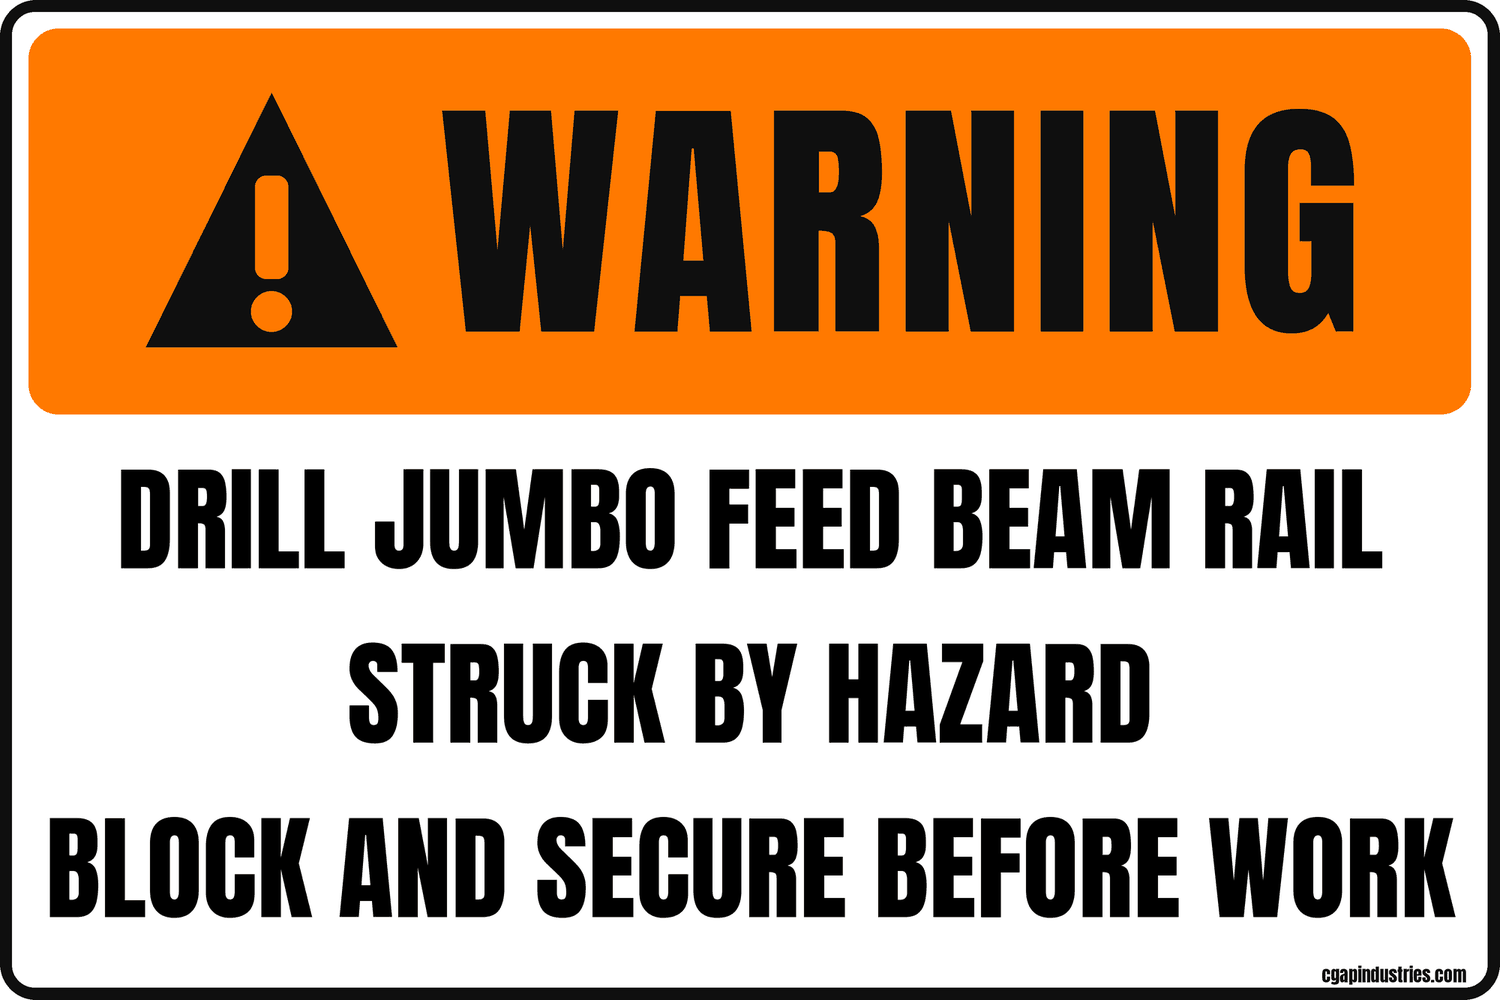 WARNING
DRILL JUMBO FEED BEAM RAIL
STRUCK BY HAZARD
BLOCK AND SECURE BEFORE WORK
cgapindustries.com